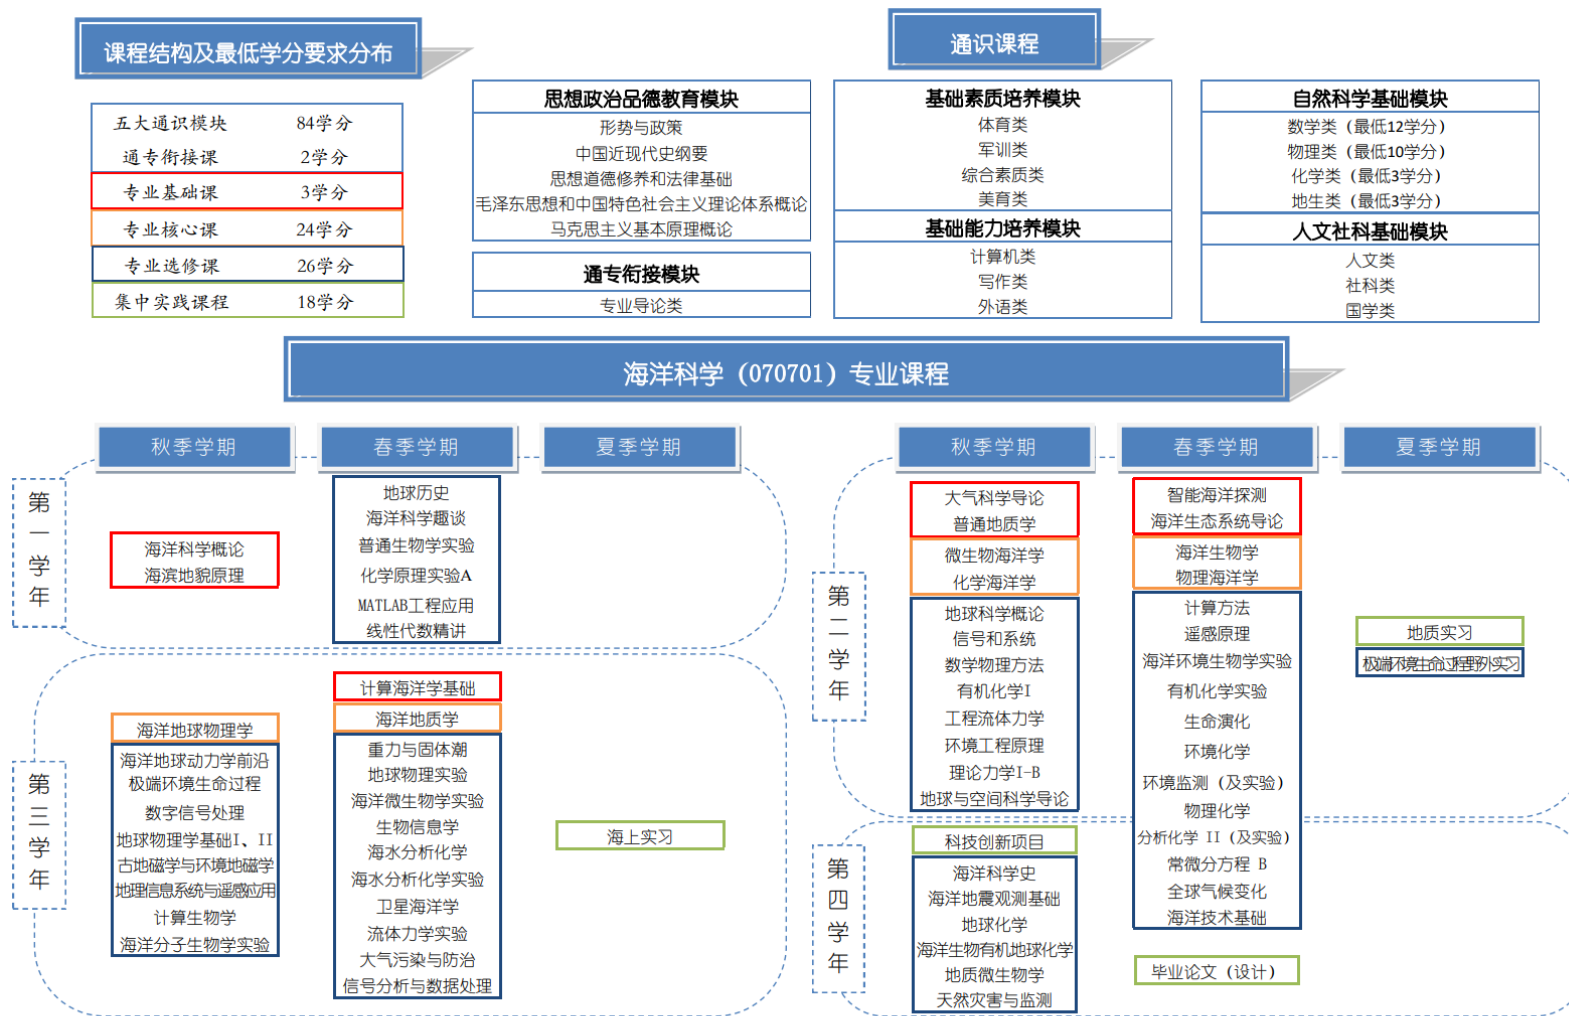 课程结构及最低学分要求分布
五大通识模块 84学分
通专衔接课 2学分
专业基础课 3学分
专业核心课 24学分
专业选修课 26学分
集中实践课程 18学分
通识课程
思想政治品德教育模块
形势与政策
中国近现代史纲要
思想道德修养和法律基础
毛泽东思想和中国特色社会主义理论体系概论
马克思主义基本原理概论
通专衔接模块
专业导论类
基础素质培养模块
体育类
军训类
综合素质类
美育类
基础能力培养模块
计算机类
写作类
外语类
自然科学基础模块
数学类（最低12学分）
物理类（最低10学分）
化学类（最低3学分）
地生类（最低3学分）
人文社科基础模块
人文类
社科类
国学类
海洋科学（070701）专业课程
秋季学期
春季学期
夏季学期
第一学年
海洋科学概论
海滨地貌原理
地球历史
海洋科学趣谈
普通生物学实验
化学原理实验A
MATLAB工程应用
线性代数精讲
第三学年
海洋地球物理学
海洋地球动力学前沿
极端环境生命过程
数字信号处理
地球物理学基础I、II
古地磁学与环境地磁学
地理信息系统与遥感应用
计算生物学
海洋分子生物学实验
计算海洋学基础
海洋地质学
重力与固体潮
地球物理实验
海洋微生物学实验
生物信息学
海水分析化学
海水分析化学实验
卫星海洋学
流体力学实验
大气污染与防治
信号分析与数据处理
海上实习
秋季学期
春季学期
夏季学期
第二学年
大气科学导论
普通地质学
微生物海洋学
化学海洋学
地球科学概论
信号和系统
数学物理方法
有机化学I
工程流体力学
环境工程原理
理论力学I-B
地球与空间科学导论
智能海洋探测
海洋生态系统导论
海洋生物学
物理海洋学
计算方法
遥感原理
海洋环境生物学实验
有机化学实验
生命演化
环境化学
环境监测（及实验）
物理化学
分析化学 II（及实验）
常微分方程 B
全球气候变化
海洋技术基础
地质实习
极端环境生命过程野外实习
第四学年
科技创新项目
海洋科学史
海洋地震观测基础
地球化学
海洋生物有机地球化学
地质微生物学
天然灾害与监测
毕业论文（设计）